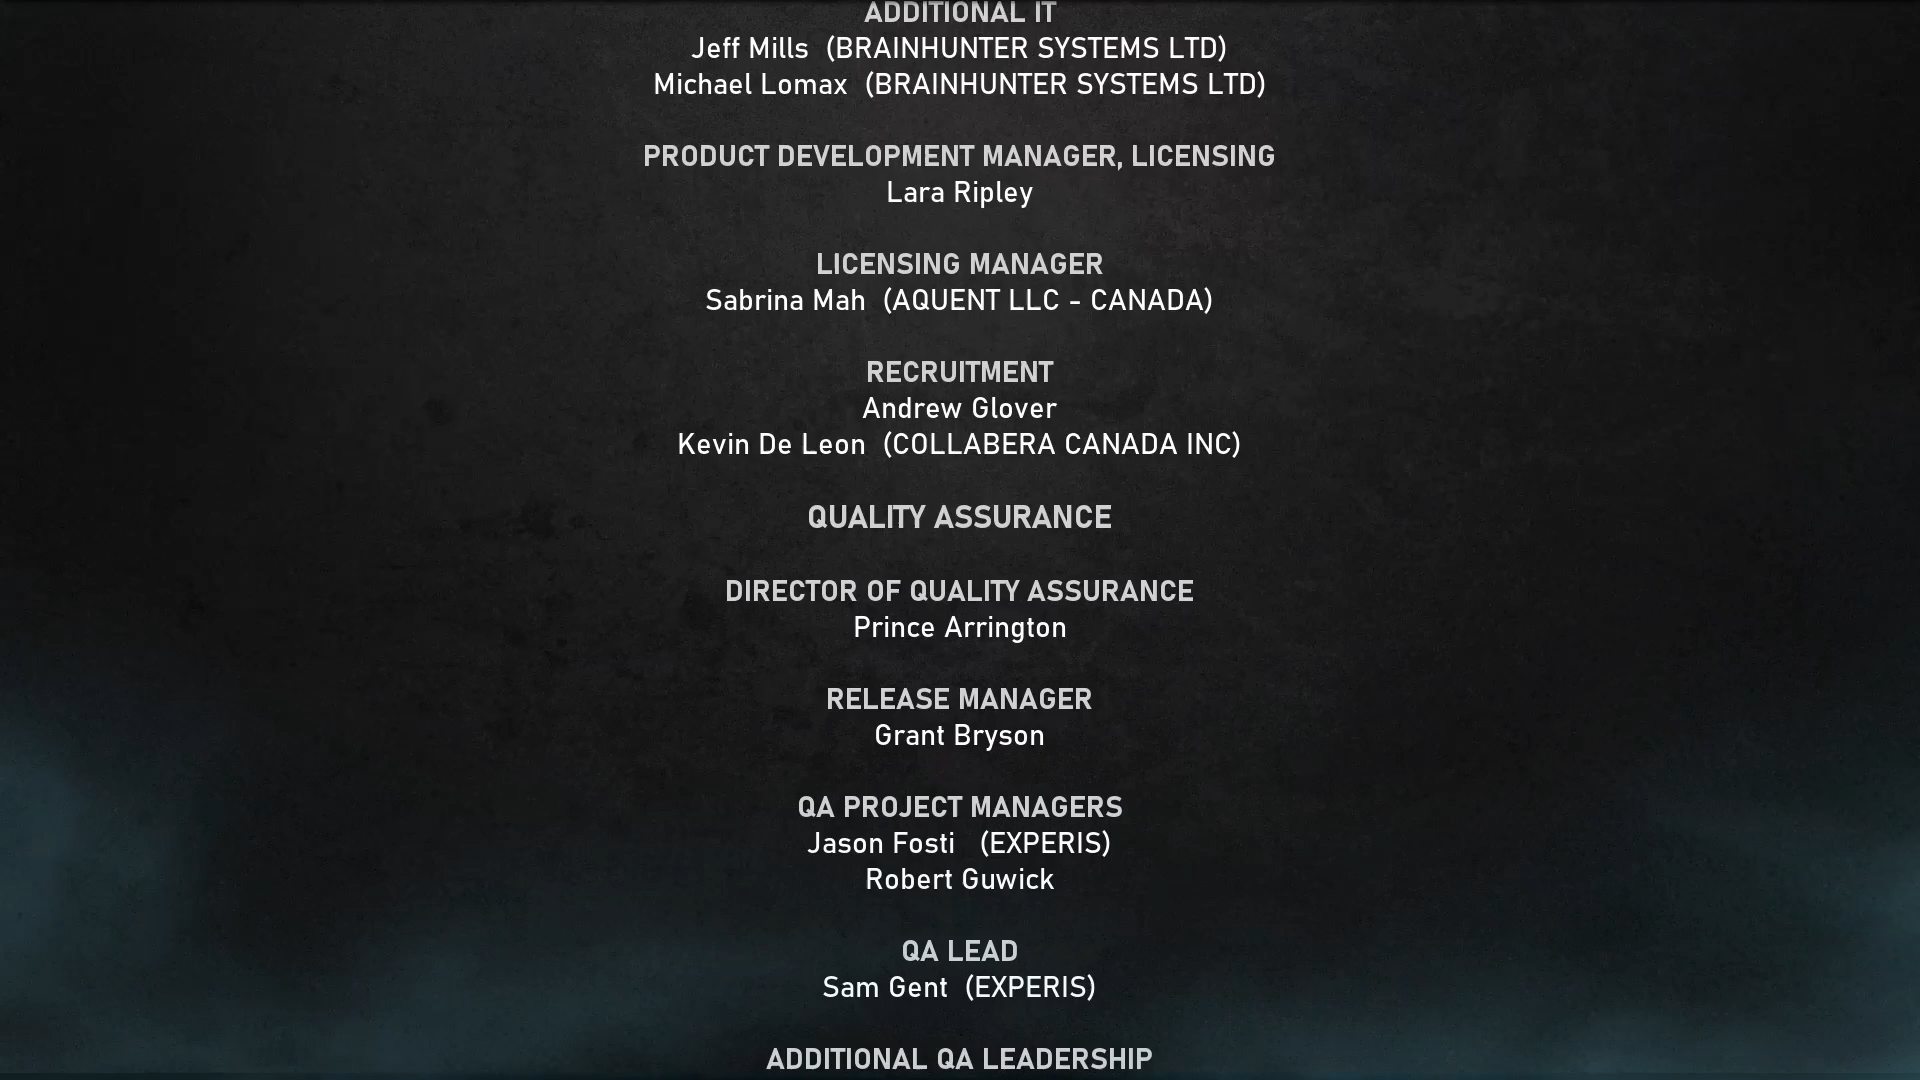 ADDITIONAL IT
Jeff Mills (BRAINHUNTER SYSTEMS LTD)
Michael Lomax (BRAINHUNTER SYSTEMS LTD)
PRODUCT DEVELOPMENT MANAGER, LICENSING
Lara Ripley
LICENSING MANAGER
Sabrina Mah (AQUENT LLC - CANADA)
RECRUITMENT
Andrew Glover
Kevin De Leon (COLLABERA CANADA INC)
QUALITY ASSURANCE
DIRECTOR OF QUALITY ASSURANCE
Prince Arrington
RELEASE MANAGER
Grant Bryson
QA PROJECT MANAGERS
Jason Fosti (EXPERIS)
Robert Guwick
QA LEAD
Sam Gent (EXPERIS)
ADDITIONAL QA LEADERSHIP